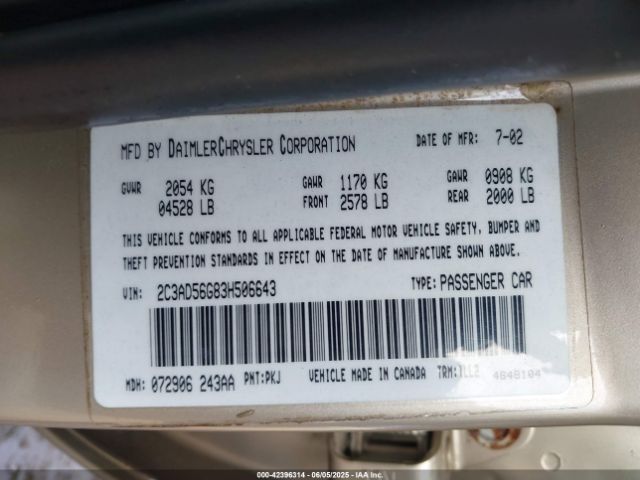 MFD BY DAIMLERCHRYSLER CORPORATION DATE OF MFR: 7-02
GVWR 2054 KG GAWR 1170 KG GAWR 0908 KG
04528 LB FRONT 2578 LB REAR 2000 LB
THIS VEHICLE CONFORMS TO ALL APPLICABLE FEDERAL MOTOR VEHICLE SAFETY, BUMPER AND
THEFT PREVENTION STANDARDS IN EFFECT ON THE DATE OF MANUFACTURE SHOWN ABOVE.
VIN: 2C3AD56G83H506643 TYPE: PASSENGER CAR
MDH: 072906 243AA PNT: PKJ VEHICLE MADE IN CANADA TRM: JLL2 4648104
000-42396314 - 06/05/2025 - IAA Inc.